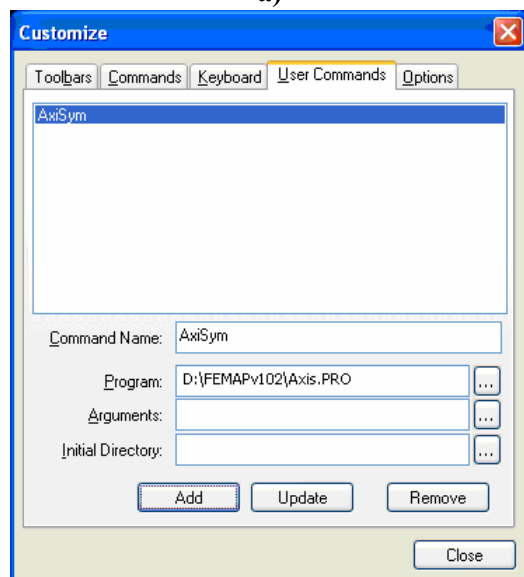 а)
Customize
Toolbars Commands Keyboard User Commands Options
AxiSym
Command Name: AxiSym
Program: D:\FEMAPv102\Axis.PRO ...
Arguments: ...
Initial Directory: ...
Add Update Remove
Close